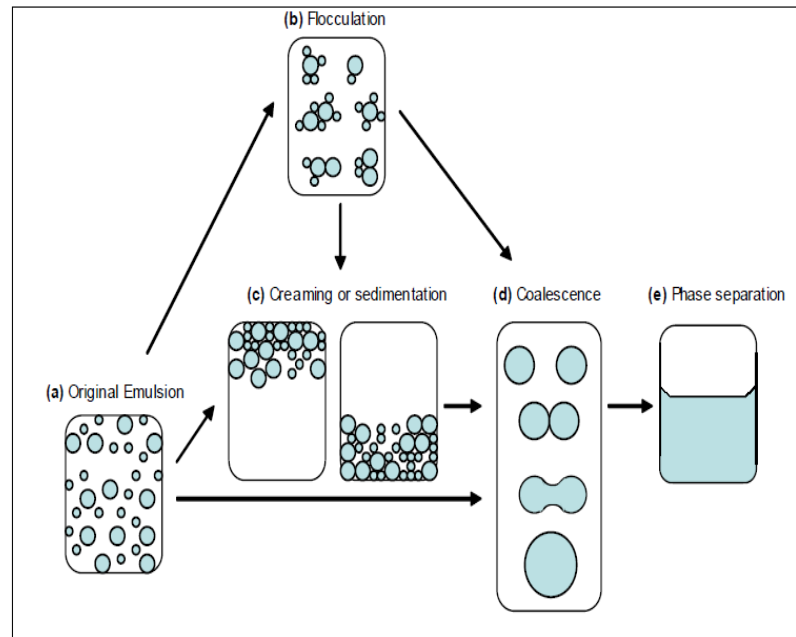 (b) Flocculation
(c) Creaming or sedimentation
(d) Coalescence
(e) Phase separation
(a) Original Emulsion